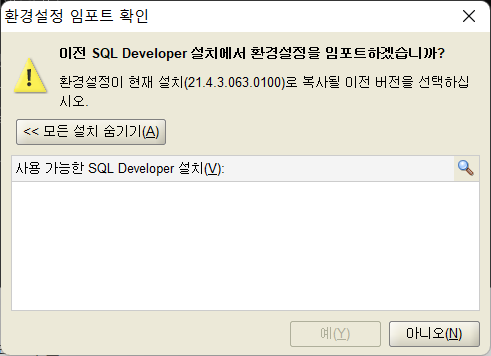 환경설정 임포트 확인
이전 SQL Developer 설치에서 환경설정을 임포트하겠습니까?
환경설정이 현재 설치(21.4.3.063.0100)로 복사될 이전 버전을 선택하십
시오.
<< 모든 설치 숨기기(A)
사용 가능한 SQL Developer 설치(V):
예(Y) 아니오(N)